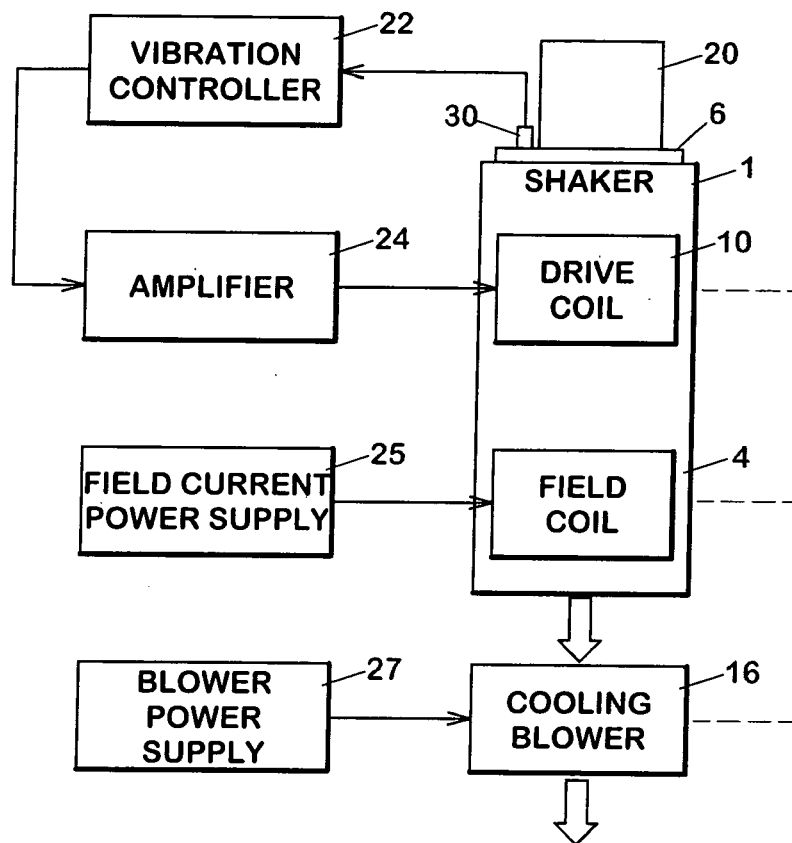 22
VIBRATION
CONTROLLER
20
30
6
SHAKER
1
24
AMPLIFIER
10
DRIVE
COIL
25
FIELD CURRENT
POWER SUPPLY
4
FIELD
COIL
27
BLOWER
POWER
SUPPLY
16
COOLING
BLOWER